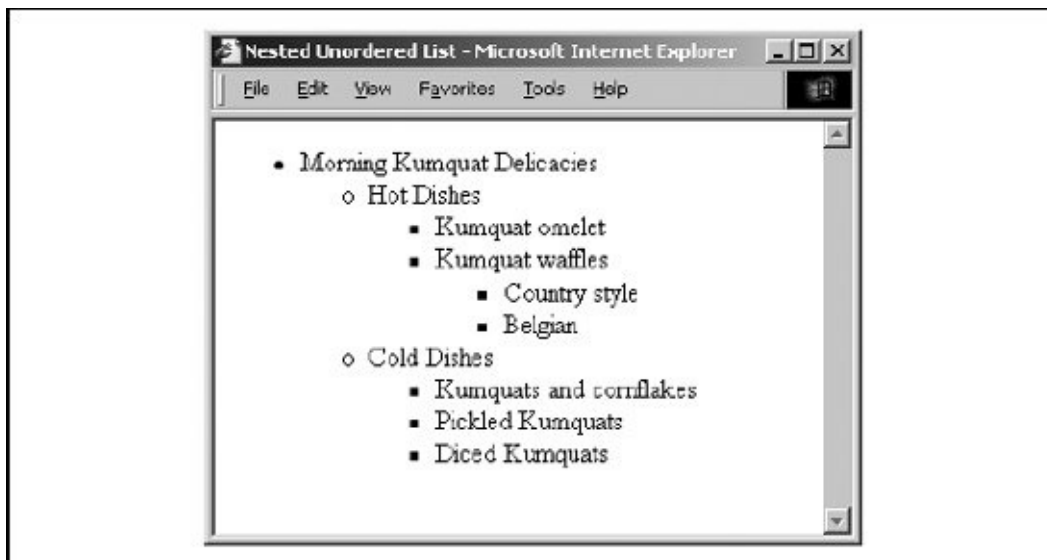 Nested Unordered List - Microsoft Internet Explorer
File Edit View Favorites Tools Help
Morning Kumquat Delicacies
Hot Dishes
Kumquat omelet
Kumquat waffles
Country style
Belgian
Cold Dishes
Kumquats and cornflakes
Pickled Kumquats
Diced Kumquats